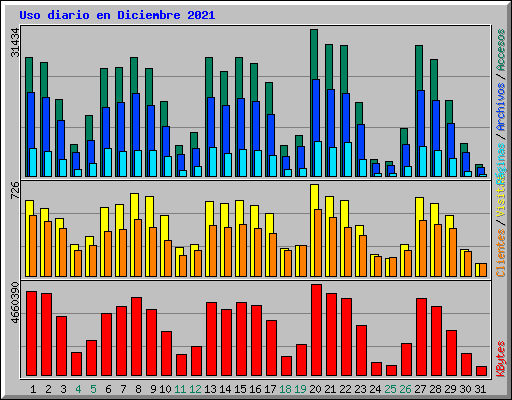 Uso diario en Diciembre 2021
31434
726
4660390
KBytes
Clientes / Visitas
Páginas / Archivos / Accesos
1 2 3 4 5 6 7 8 9 10 11 12 13 14 15 16 17 18 19 20 21 22 23 24 25 26 27 28 29 30 31